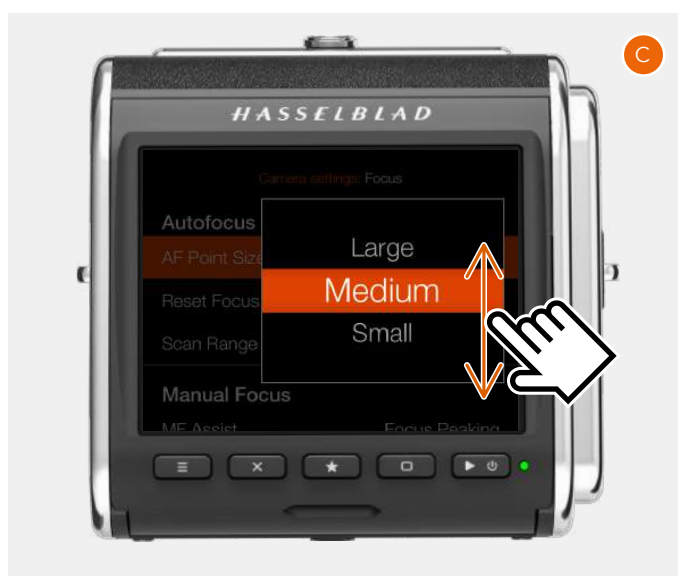 C
HASSELBLAD
Camera settings: Focus
Autofocus
AF Point Size
Reset Focus
Scan Range
Large
Medium
Small
Manual Focus
MF Assist Focus Peaking